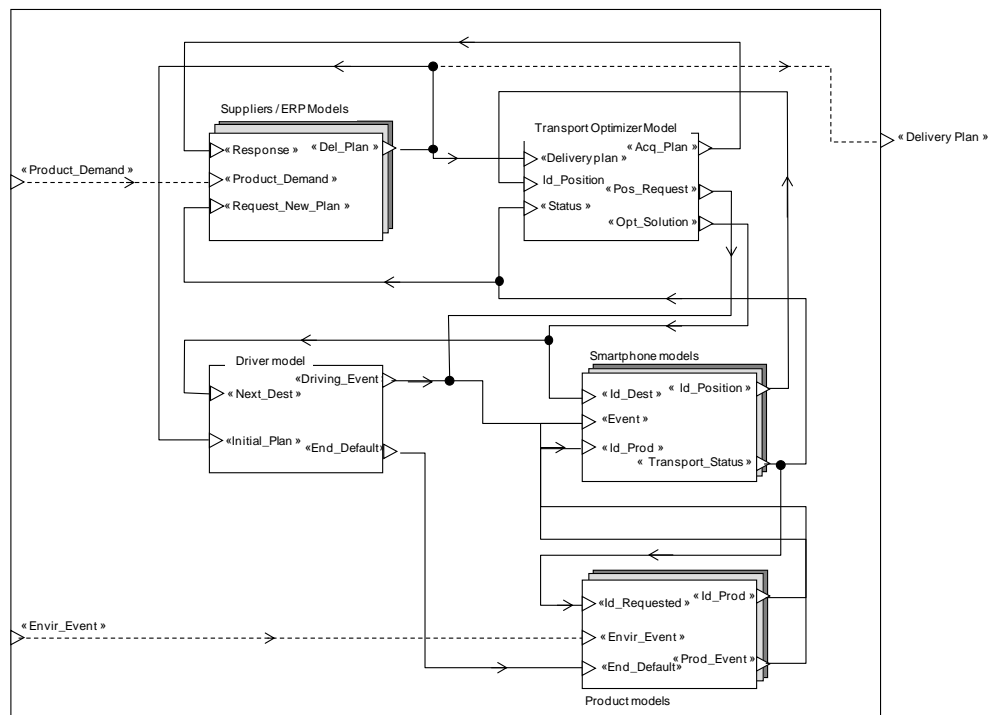 Suppliers / ERP Models
« Response »
« Del_Plan »
« Product_Demand »
« Request_New_Plan »
Transport Optimizer Model
« Acq_Plan »
«Delivery plan »
Id_Position
« Pos_Request »
« Status »
« Opt_Solution »
« Delivery Plan »
« Product_Demand »
Driver model
«Driving_Event
« Next_Dest »
«Initial_Plan »
«End_Default»
Smartphone models
« Id_Position»
« Id_Dest »
«Event »
« Id_Prod »
« Transport_Status »
« Id_Prod »
«Id_Requested»
« Envir_Event »
«Envir_Event »
«Prod_Event »
«End_Default»
Product models